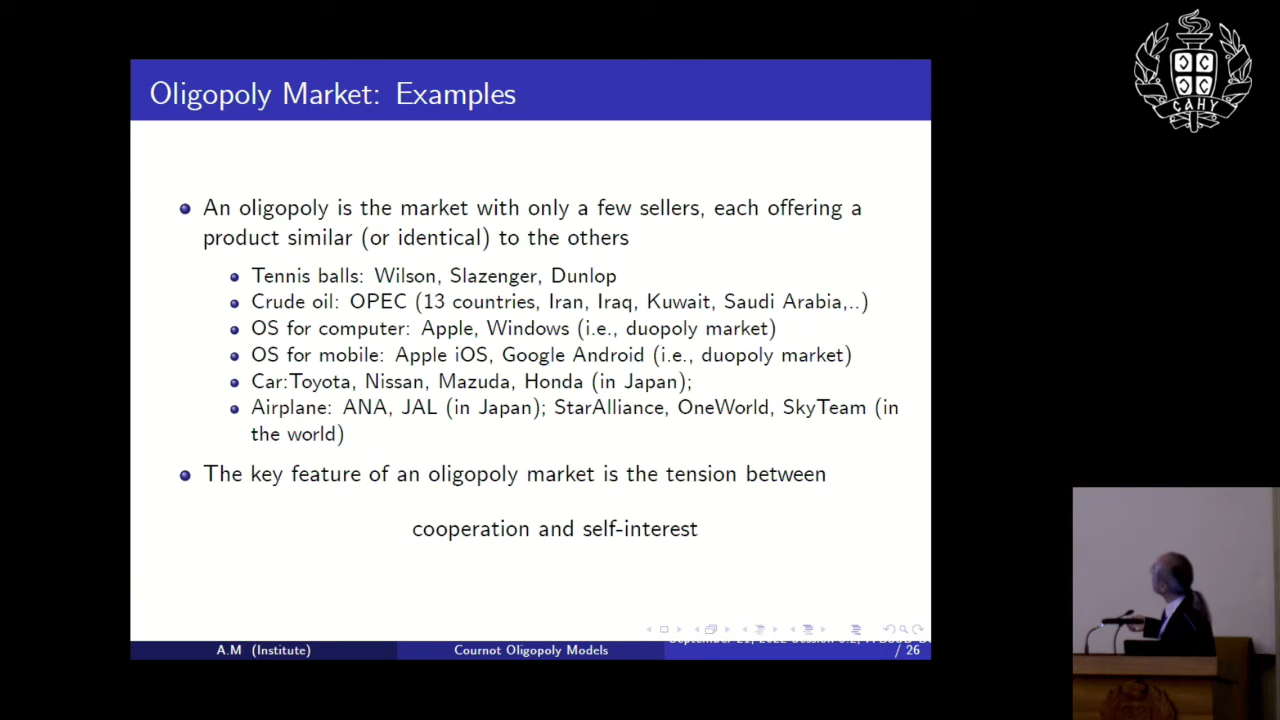 Oligopoly Market: Examples
An oligopoly is the market with only a few sellers, each offering a
product similar (or identical) to the others
Tennis balls: Wilson, Slazenger, Dunlop
Crude oil: OPEC (13 countries, Iran, Iraq, Kuwait, Saudi Arabia,..)
OS for computer: Apple, Windows (i.e., duopoly market)
OS for mobile: Apple iOS, Google Android (i.e., duopoly market)
Car:Toyota, Nissan, Mazuda, Honda (in Japan);
Airplane: ANA, JAL (in Japan); StarAlliance, OneWorld, SkyTeam (in
the world)
The key feature of an oligopoly market is the tension between
cooperation and self-interest
A.M (Institute)
Cournot Oligopoly Models
/ 26
САНУ